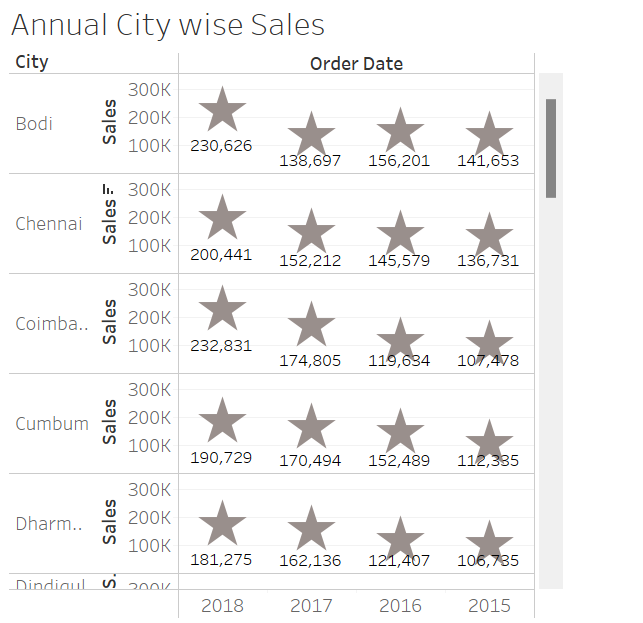 Annual City wise Sales
City
Order Date
Bodi
Sales
300K
200K
100K
230,626
138,697
156,201
141,653
Chennai
Sales
300K
200K
100K
200,441
152,212
145,579
136,731
Coimba..
Sales
300K
200K
100K
232,831
174,805
119,634
107,478
Cumbum
Sales
300K
200K
100K
190,729
170,494
152,489
112,335
Dharm..
Sales
300K
200K
100K
181,275
162,136
121,407
106,735
Dindigul
S.
300K
2018
2017
2016
2015